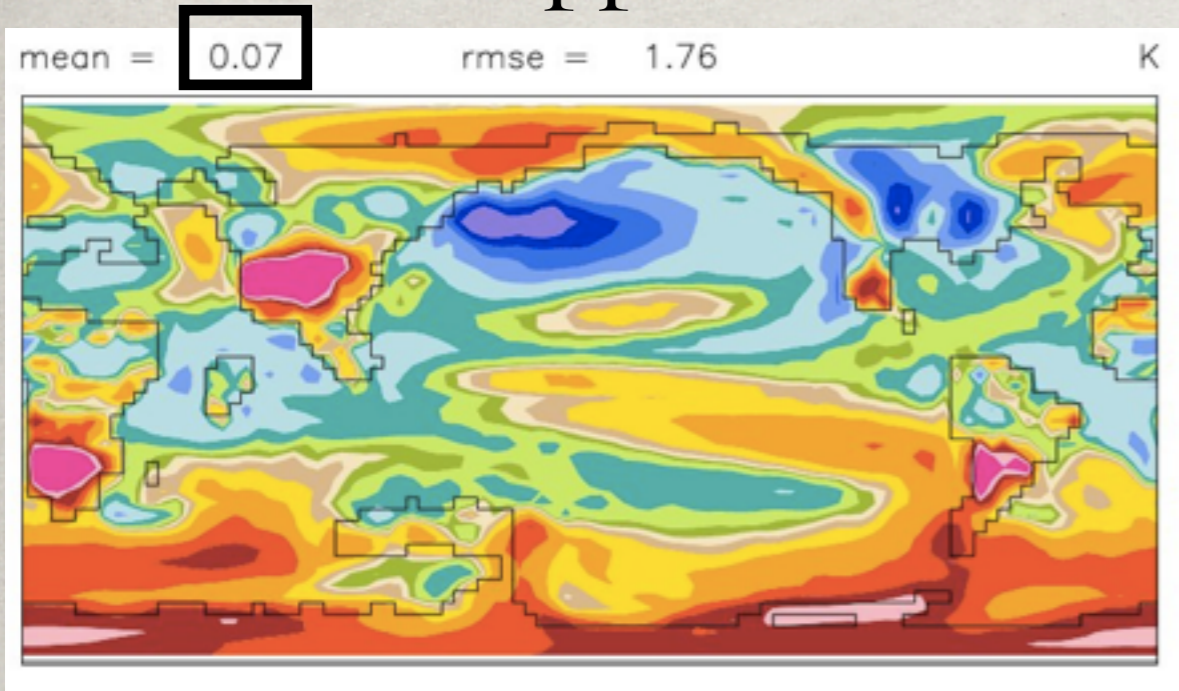 mean = 0.07 rmse = 1.76 K